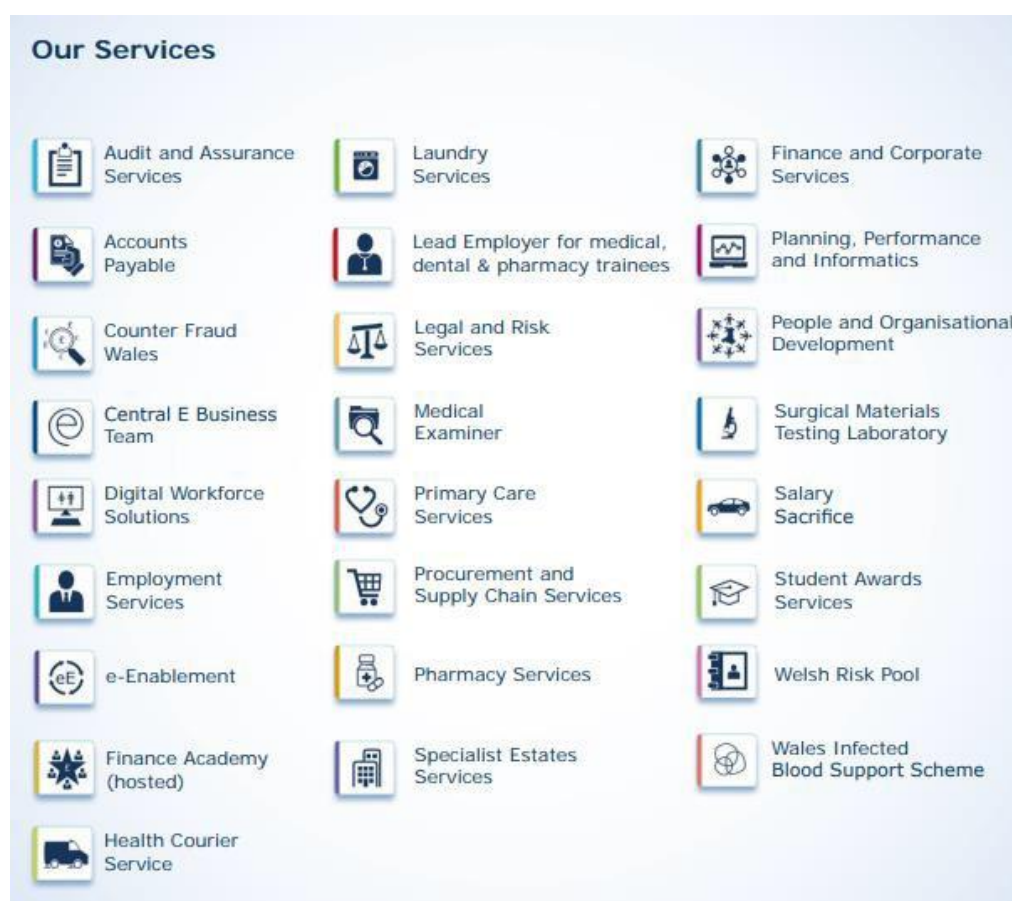 Our Services
Audit and Assurance
Services
Accounts
Payable
Counter Fraud
Wales
Central E Business
Team
Digital Workforce
Solutions
Employment
Services
eE
e-Enablement
Finance Academy
(hosted)
Health Courier
Service
Laundry
Services
Lead Employer for medical,
dental & pharmacy trainees
Legal and Risk
Services
Medical
Examiner
Primary Care
Services
Procurement and
Supply Chain Services
Pharmacy Services
Specialist Estates
Services
Finance and Corporate
Services
Planning, Performance
and Informatics
People and Organisational
Development
Surgical Materials
Testing Laboratory
Salary
Sacrifice
Student Awards
Services
Welsh Risk Pool
Wales Infected
Blood Support Scheme